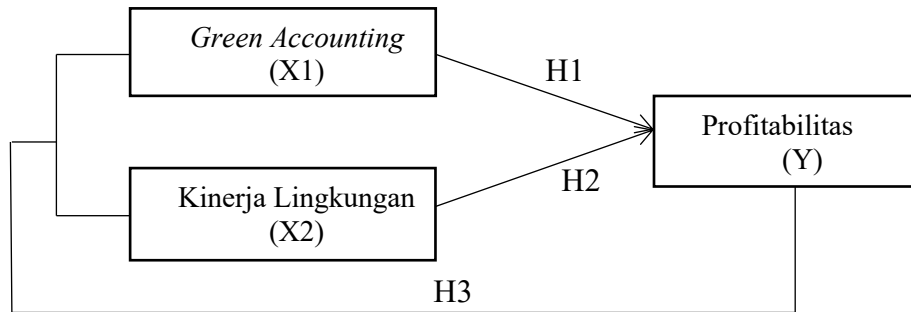 Green Accounting
(X1)
H1
Profitabilitas
(Y)
Kinerja Lingkungan
(X2)
H2
H3